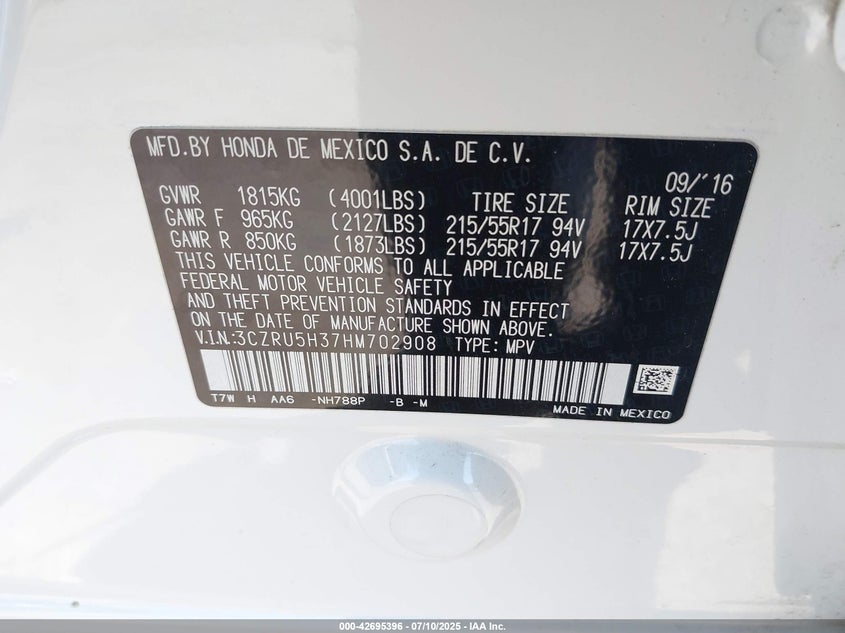 MFD.BY HONDA DE MEXICO S.A. DE C.V.
09/'16
GVWR 1815KG (4001LBS) TIRE SIZE RIM SIZE
GAWR F 965KG (2127LBS) 215/55R17 94V 17X7.5J
GAWR R 850KG (1873LBS) 215/55R17 94V 17X7.5J
THIS VEHICLE CONFORMS TO ALL APPLICABLE
FEDERAL MOTOR VEHICLE SAFETY
AND THEFT PREVENTION STANDARDS IN EFFECT
ON THE DATE OF MANUFACTURE SHOWN ABOVE.
V.I.N:3CZRU5H37HM702908 TYPE: MPV
T7W H AA6 -NH788P -B -M
MADE IN MEXICO
000-42695396 - 07/10/2025 - IAA Inc.